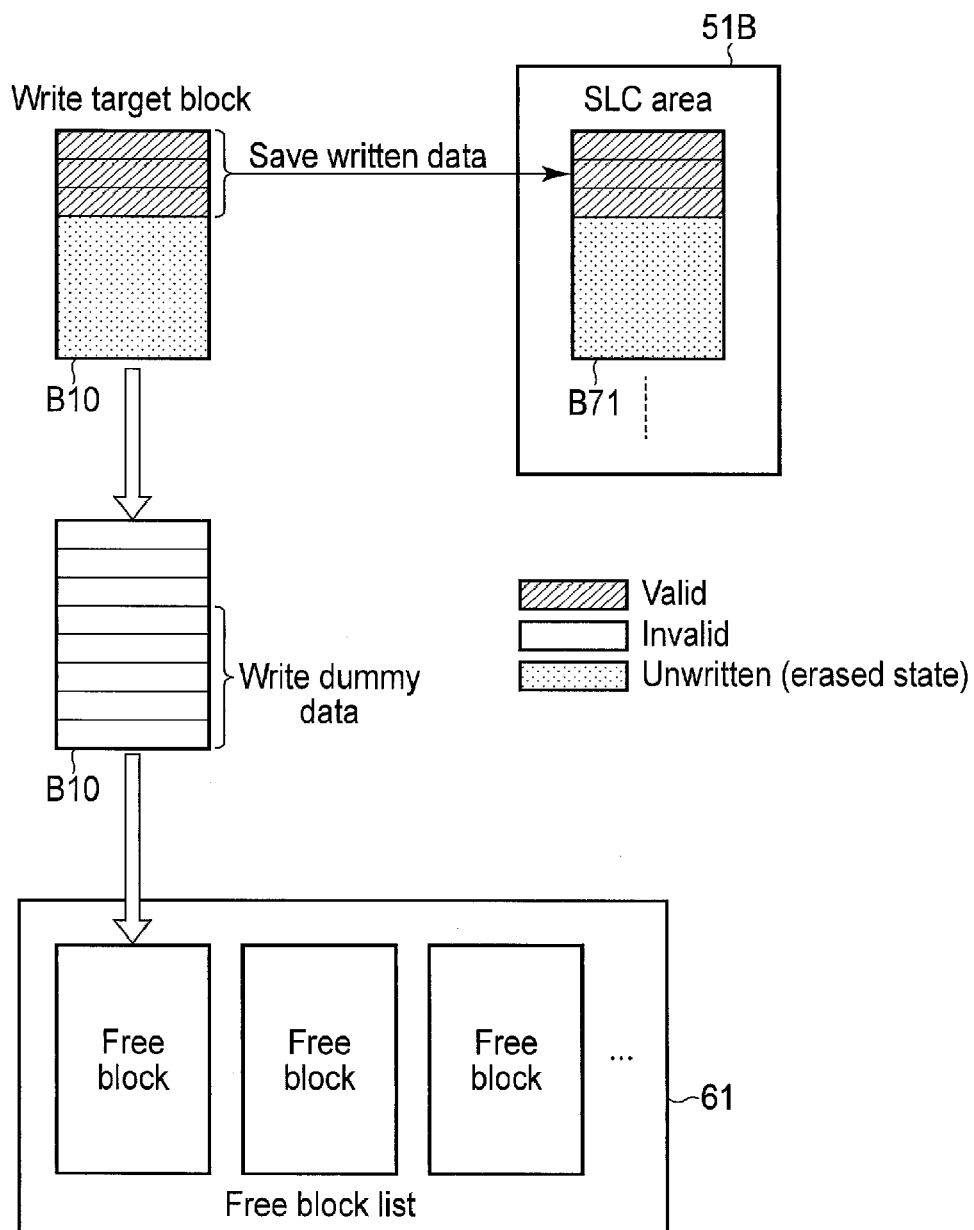 51B
Write target block
SLC area
Save written data
B10
B71
Valid
Invalid
Unwritten (erased state)
Write dummy
data
B10
Free
block
Free
block
Free
block
...
61
Free block list